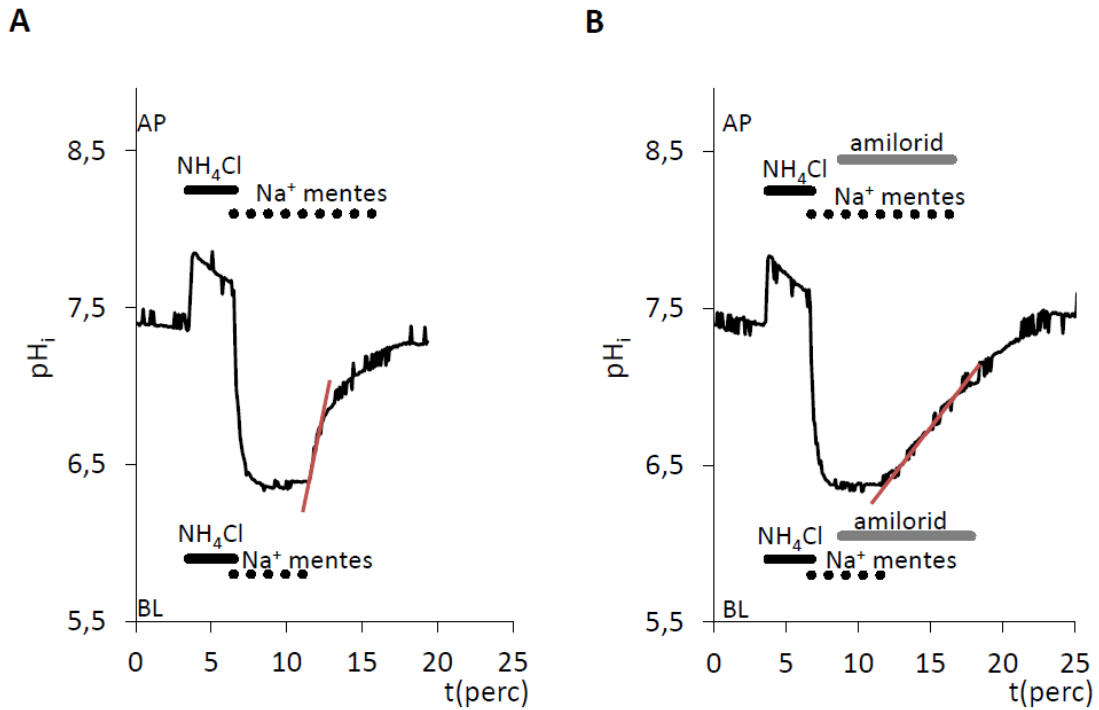 A
AP
8,5
NH₄Cl
Na⁺ mentes
7,5
pHᵢ
6,5
NH₄Cl
Na⁺ mentes
BL
5,5
0 5 10 15 20 25
t(perc)
B
AP
8,5
amilorid
NH₄Cl
Na⁺ mentes
7,5
pHᵢ
6,5
amilorid
NH₄Cl
Na⁺ mentes
BL
5,5
0 5 10 15 20 25
t(perc)